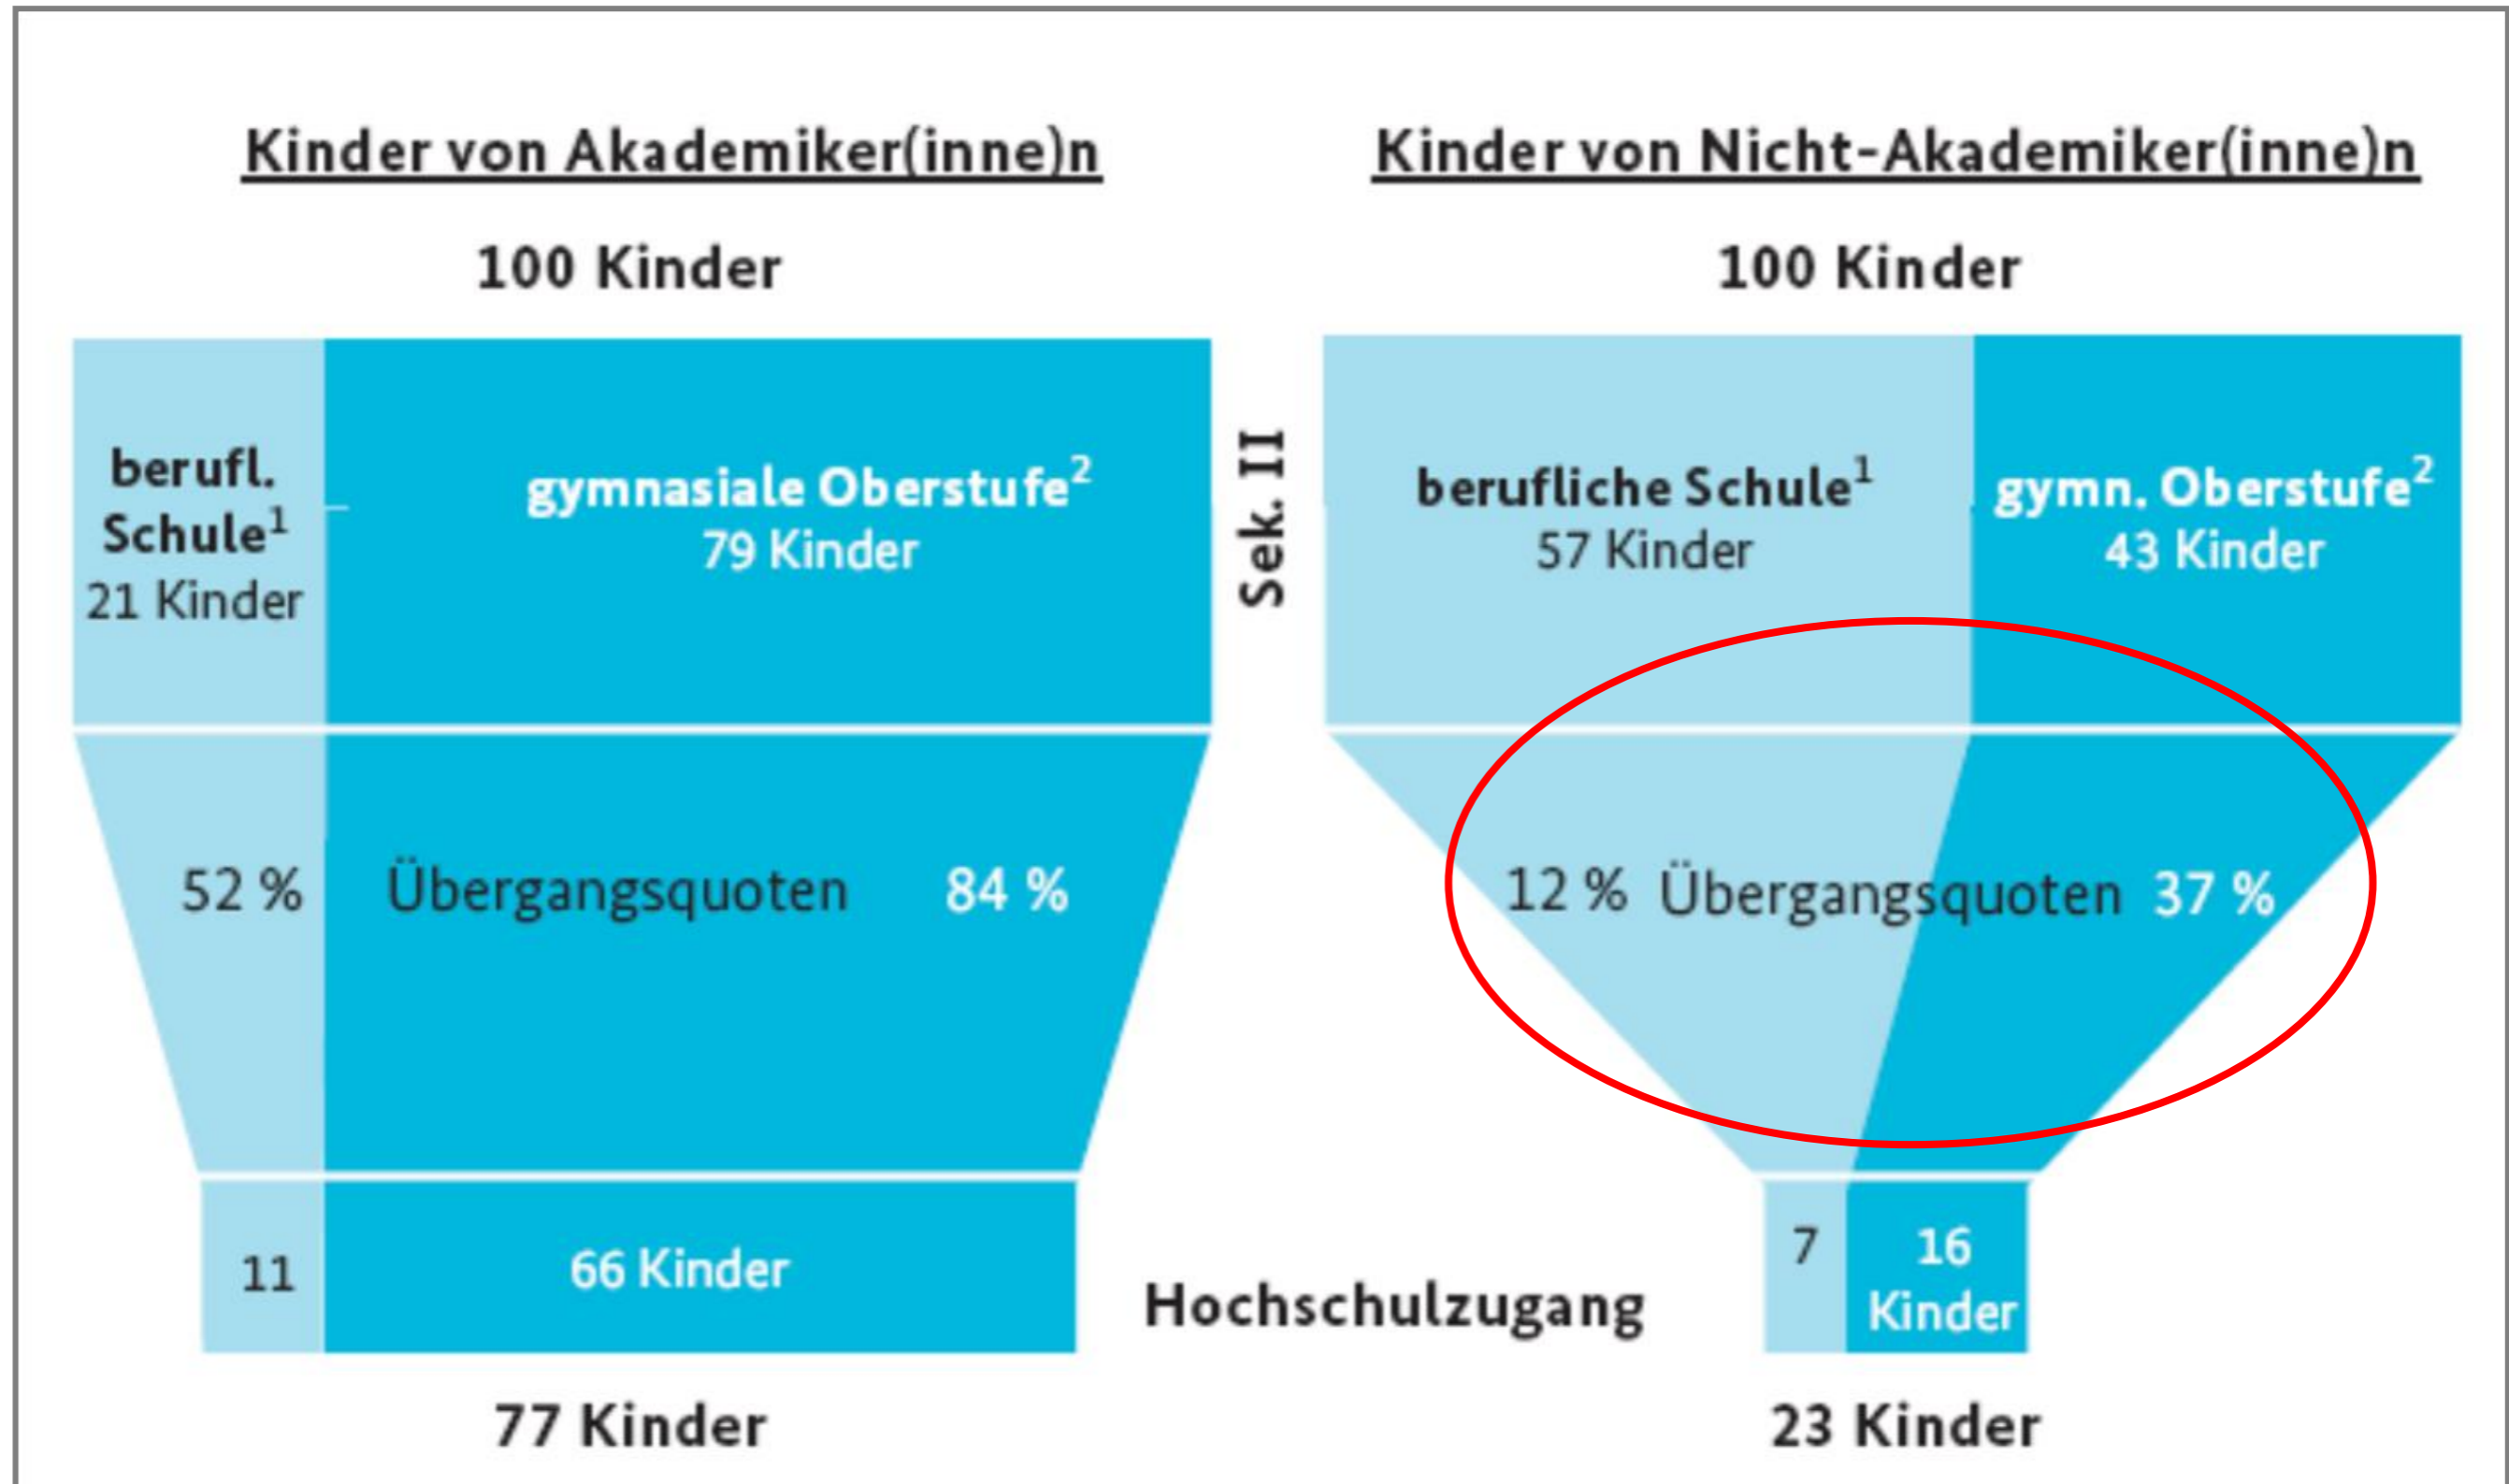 Kinder von Akademiker(inne)n
100 Kinder
berufl.
Schule¹
21 Kinder
gymnasiale Oberstufe²
79 Kinder
52 %
Übergangsquoten
84 %
11
66 Kinder
77 Kinder
Sek. II
Hochschulzugang
Kinder von Nicht-Akademiker(inne)n
100 Kinder
berufliche Schule¹
57 Kinder
gymn. Oberstufe²
43 Kinder
12 %
Übergangsquoten
37 %
7
16
Kinder
23 Kinder